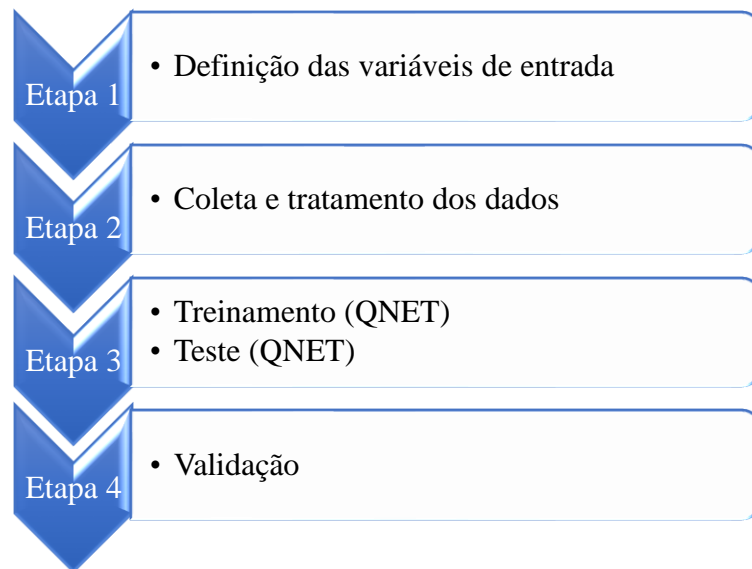 Etapa 1
• Definição das variáveis de entrada
Etapa 2
• Coleta e tratamento dos dados
Etapa 3
• Treinamento (QNET)
• Teste (QNET)
Etapa 4
• Validação